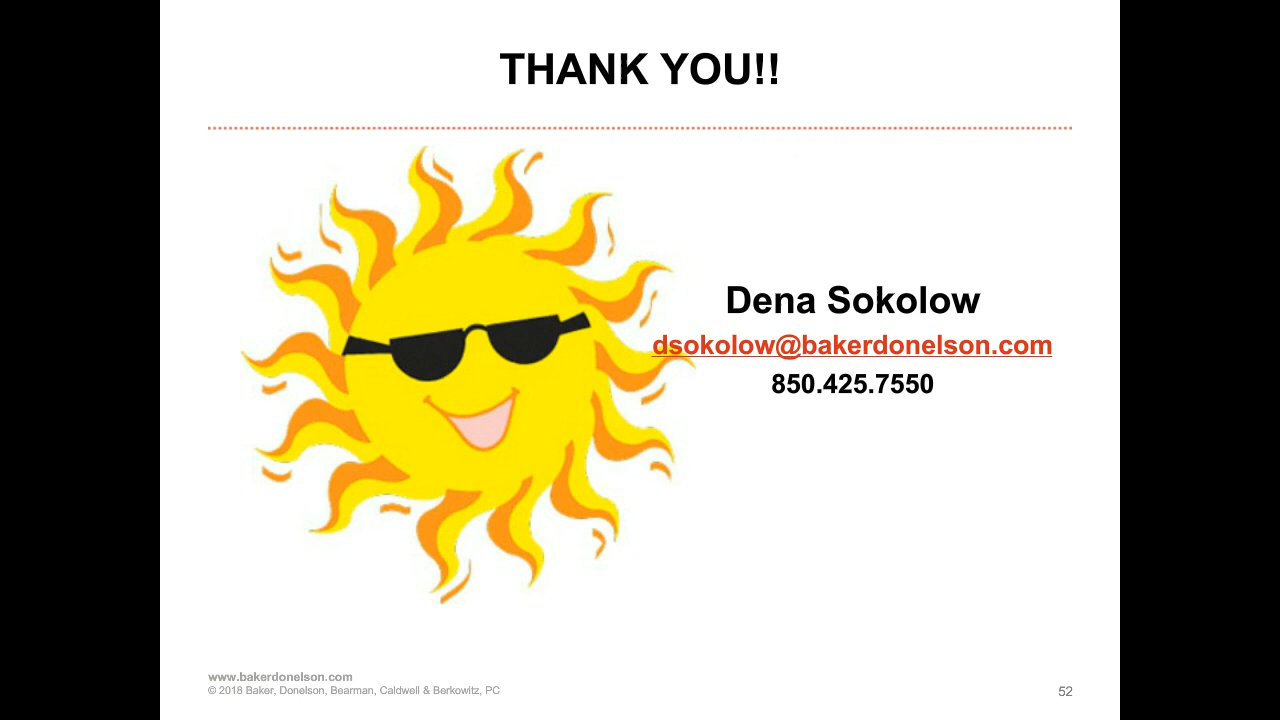 THANK YOU!!
Dena Sokolow
dsokolow@bakerdonelson.com
850.425.7550
www.bakerdonelson.com
© 2018 Baker, Donelson, Bearman, Caldwell & Berkowitz, PC
52